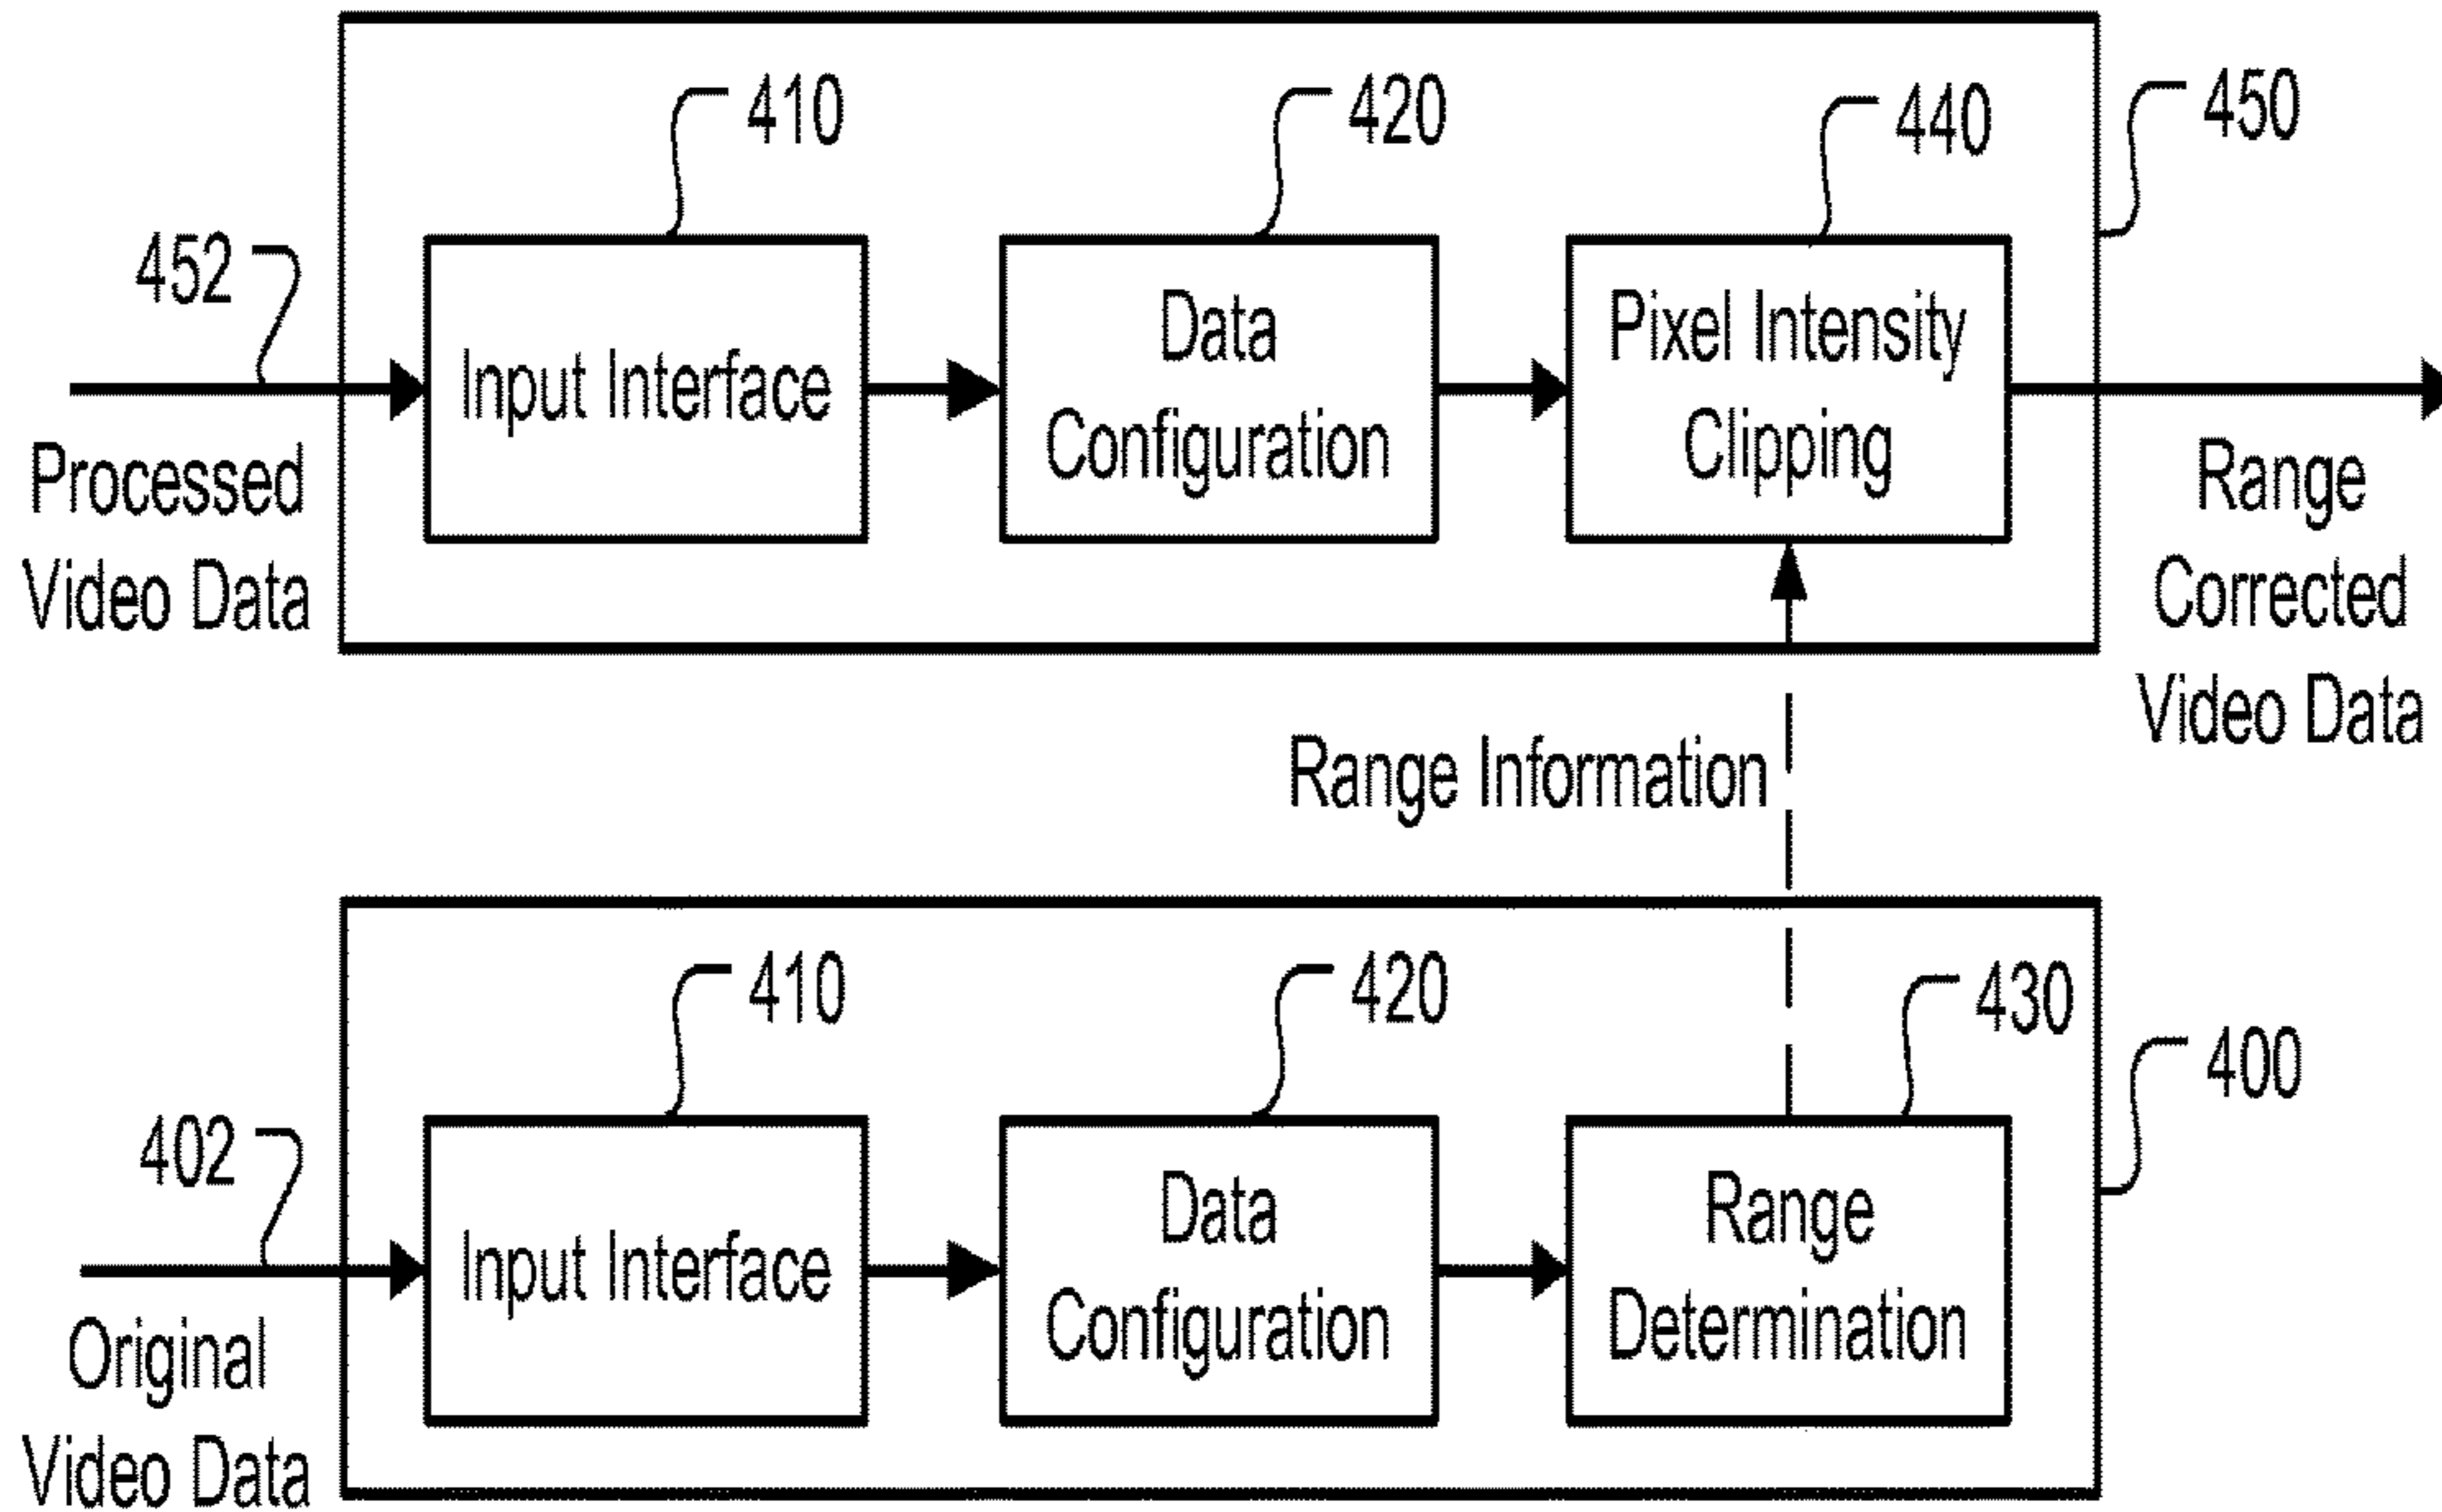 410
420
440
450
452
Input Interface
Data
Configuration
Pixel Intensity
Clipping
Processed
Video Data
Range
Corrected
Video Data
Range Information
410
420
430
400
402
Input Interface
Data
Configuration
Range
Determination
Original
Video Data